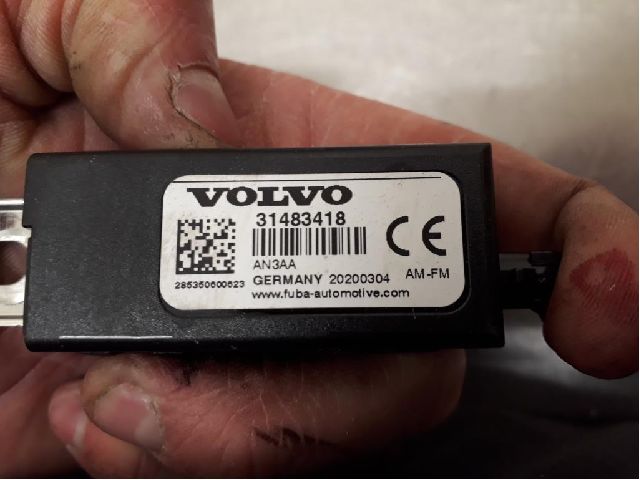 VOLVO
31483418
AN3AA
285350600523
GERMANY 20200304
AM-FM
www.fuba-automotive.com
CE